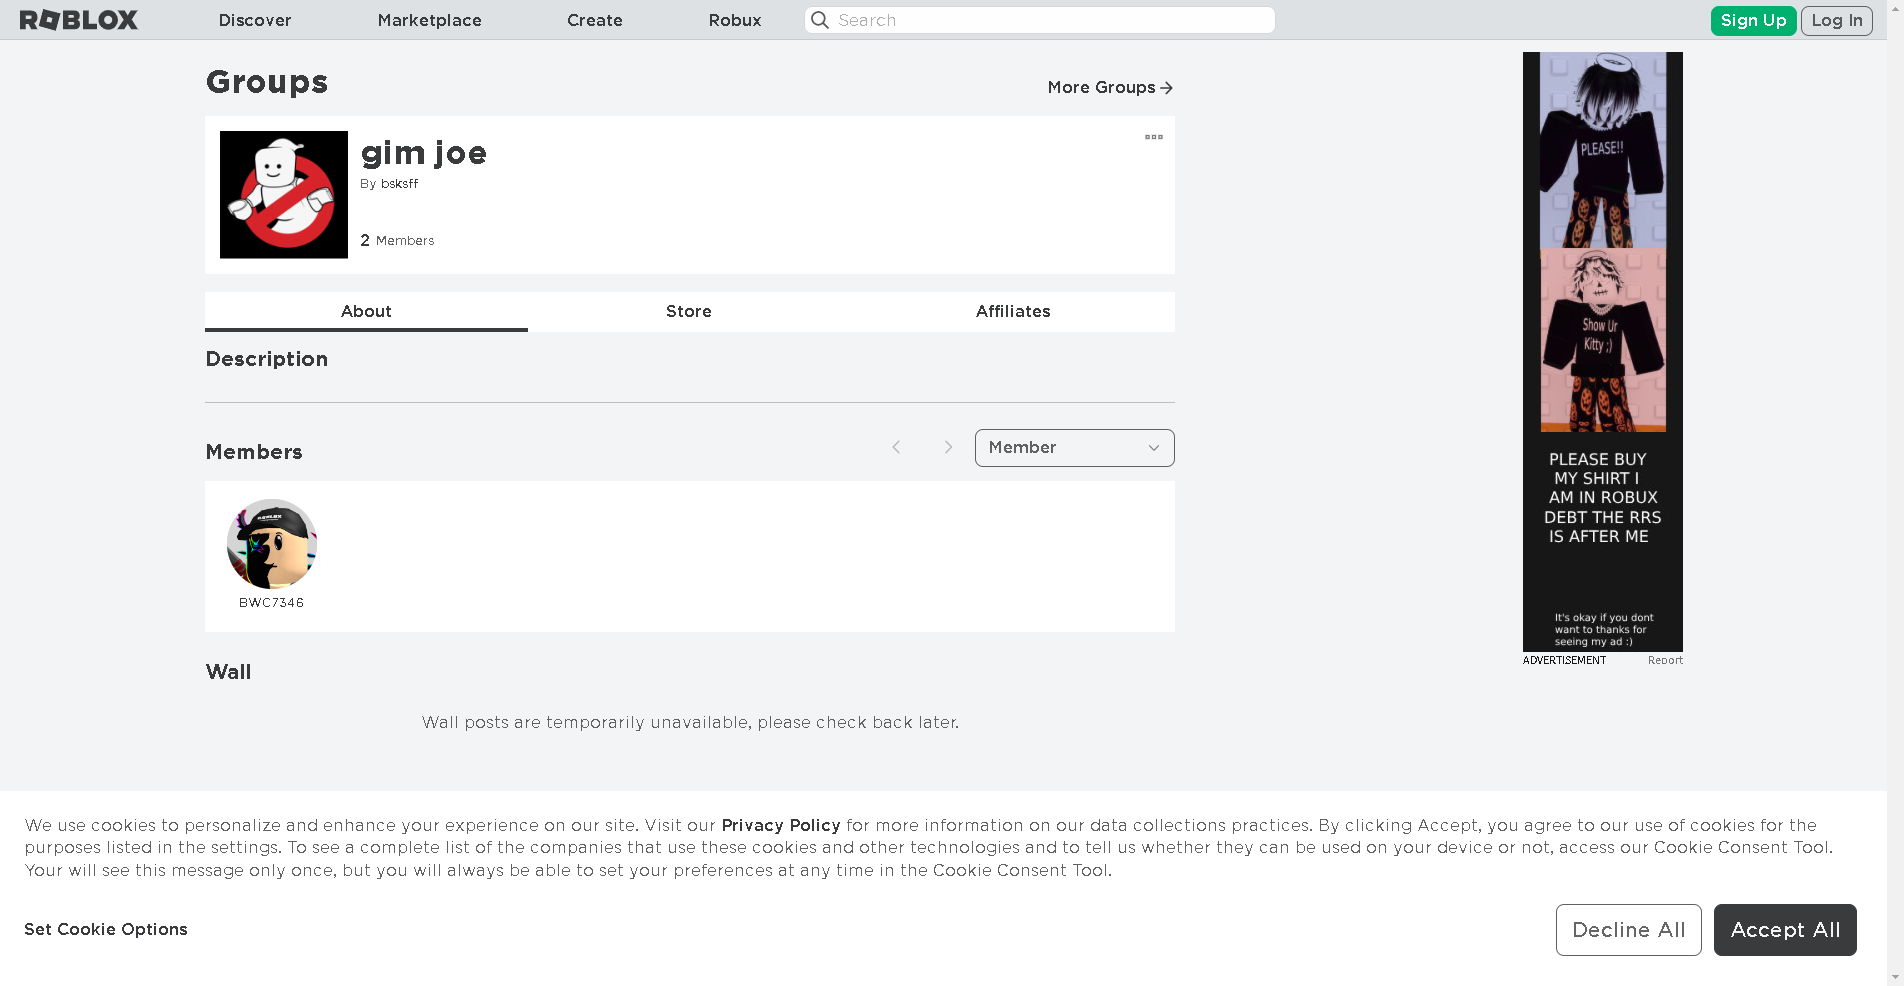 ROBLOX
Discover
Marketplace
Create
Robux
Search
Sign Up
Log In
Groups
More Groups
gim joe
By bsksff
2 Members
About
Store
Affiliates
Description
Members
Member
ROBLOX
BWC7346
Wall
Wall posts are temporarily unavailable, please check back later.
PLEASE!!
Show Ur
Kitty ;)
PLEASE BUY
MY SHIRT I
AM IN ROBUX
DEBT THE RRS
IS AFTER ME
It's okay if you dont
want to thanks for
seeing my ad :)
ADVERTISEMENT
Report
We use cookies to personalize and enhance your experience on our site. Visit our Privacy Policy for more information on our data collections practices. By clicking Accept, you agree to our use of cookies for the
purposes listed in the settings. To see a complete list of the companies that use these cookies and other technologies and to tell us whether they can be used on your device or not, access our Cookie Consent Tool.
Your will see this message only once, but you will always be able to set your preferences at any time in the Cookie Consent Tool.
Set Cookie Options
Decline All
Accept All